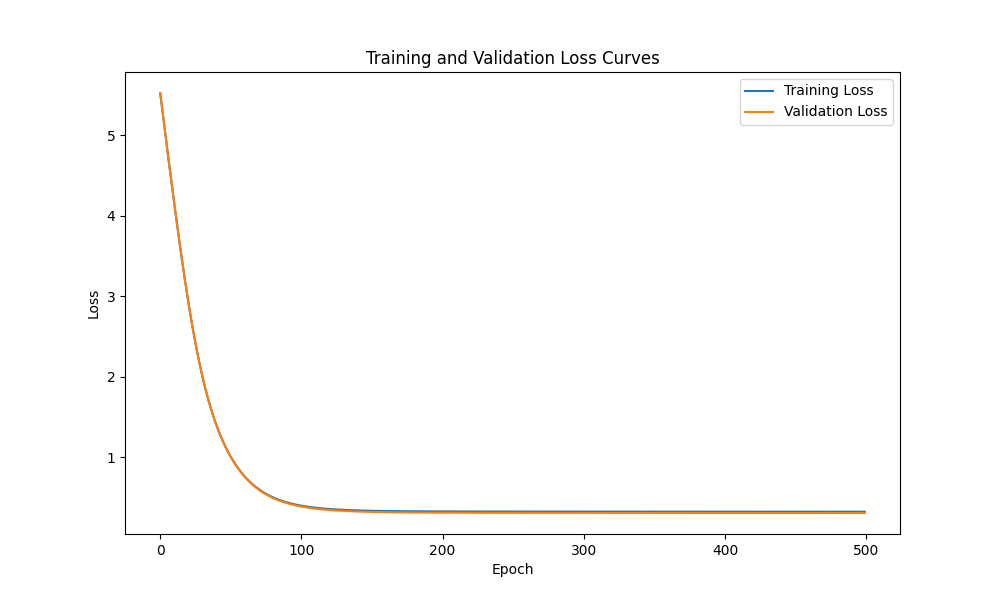 Training and Validation Loss Curves
Training Loss
Validation Loss
5
4
3
2
1
Loss
0 100 200 300 400 500
Epoch